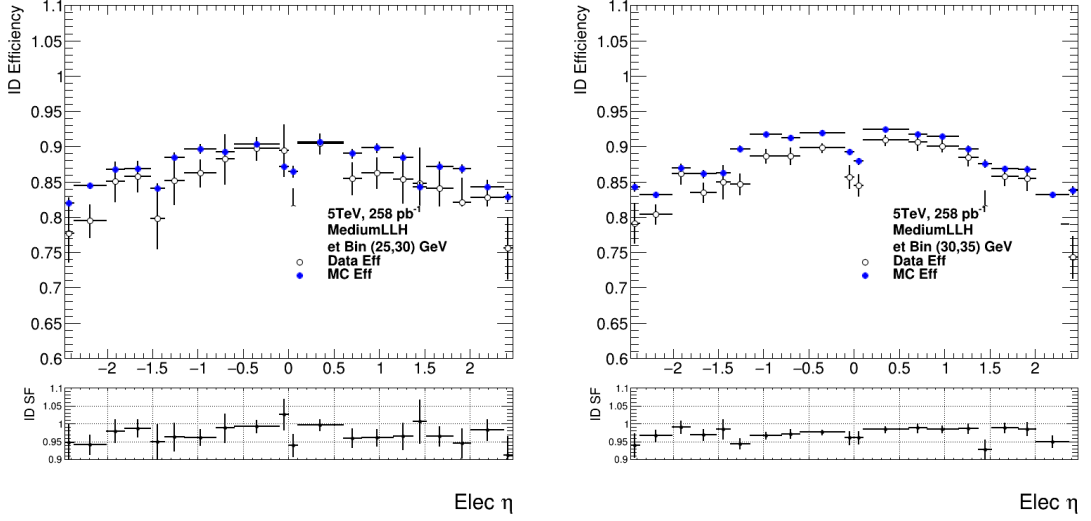 ID Efficiency
1.1
1.05
1
0.95
0.9
0.85
0.8
0.75
0.7
0.65
0.6
5TeV, 258 pb-1
MediumLLH
et Bin (25,30) GeV
Data Eff
MC Eff
−2 −1.5 −1 −0.5 0 0.5 1 1.5 2
ID SF
1.1
1.05
1
0.95
0.9
Elec η
ID Efficiency
1.1
1.05
1
0.95
0.9
0.85
0.8
0.75
0.7
0.65
0.6
5TeV, 258 pb-1
MediumLLH
et Bin (30,35) GeV
Data Eff
MC Eff
−2 −1.5 −1 −0.5 0 0.5 1 1.5 2
ID SF
1.1
1.05
1
0.95
0.9
Elec η